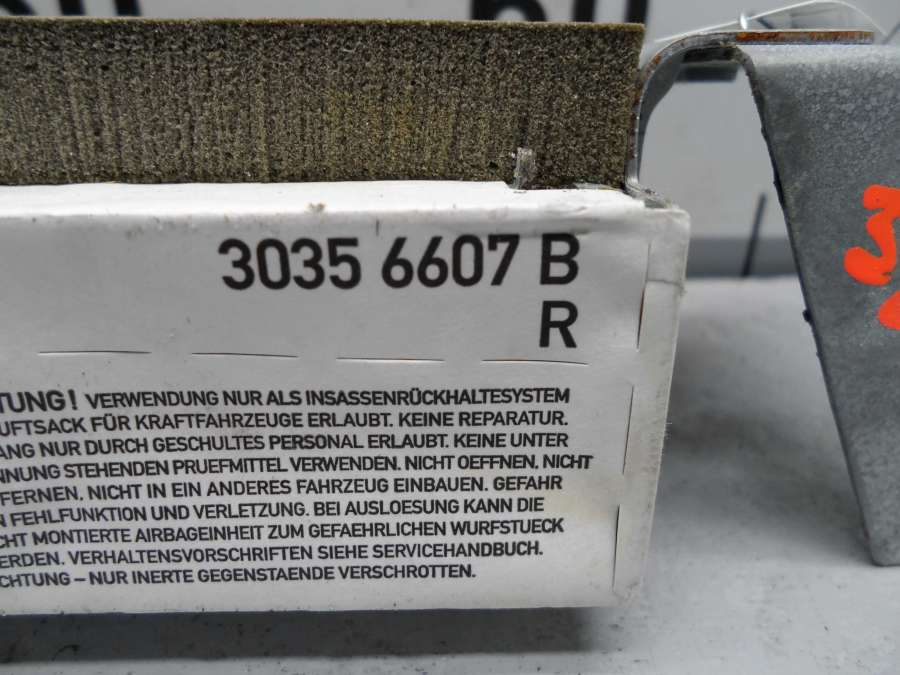 3035 6607 B
R
TUNG! VERWENDUNG NUR ALS INSASSENRÜCKHALTESYSTEM
UFTSACK FÜR KRAFTFAHRZEUGE ERLAUBT. KEINE REPARATUR.
ANG NUR DURCH GESCHULTES PERSONAL ERLAUBT. KEINE UNTER
NNUNG STEHENDEN PRUEFMITTEL VERWENDEN. NICHT OEFFNEN, NICHT
FERNEN, NICHT IN EIN ANDERES FAHRZEUG EINBAUEN. GEFAHR
N FEHLFUNKTION UND VERLETZUNG. BEI AUSLOESUNG KANN DIE
CHT MONTIERTE AIRBAGEINHEIT ZUM GEFAEHRLICHEN WURFSTUECK
ERDEN. VERHALTENSVORSCHRIFTEN SIEHE SERVICEHANDBUCH.
CHTUNG – NUR INERTE GEGENSTAENDE VERSCHROTTEN.